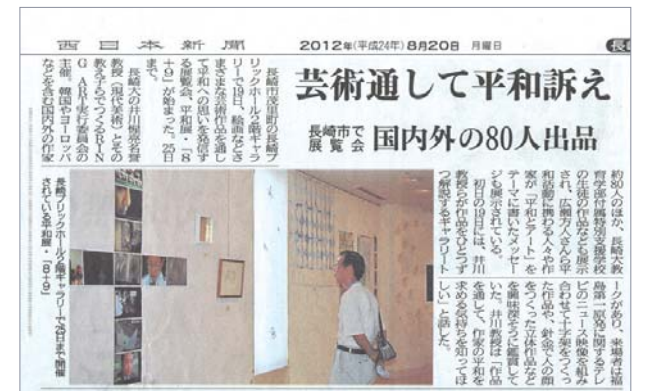 西日本新聞
2012年(平成24年)8月20日 月曜日
芸術通して平和訴え
長崎市で
展覧会
国内外の80人出品
長崎市茂里町の長崎ブ
リックホール2階ギャラ
リーで19日、絵画などさ
まざまな芸術作品を通し
て平和への思いを発信す
る展覧会、平和展・「8
+9」が始まった。25日
まで。
長崎大の井川惺亮名誉
教授(現代美術)とその
教え子らでつくるRIN
G ART実行委員会の
主催。韓国やヨーロッパ
などを含む国内外の作家
約80人のほか、長崎大教
育学部付属特別支援学校
の生徒の作品なども展示
され、広瀬方人さんら平
和活動に携わる人々や作
家が「平和とアート」を
テーマに書いたメッセー
ジも展示されている。
初日の19日には、井川
教授らが作品をひとつず
つ解説するギャラリート
ークがあり、来場者は福
島第一原発に関するテレ
ビのニュース映像を組み
合わせて十字架をつくっ
た作品や、針金で人の顔
をつくった立体作品など
を興味深そうに鑑賞して
いた。井川教授は「作品
を通して、作家の平和を
求める気持ちを知ってほ
しい」と話した。
長崎ブリックホール2階ギャラリーで25日まで開催
されている平和展・「8+9」